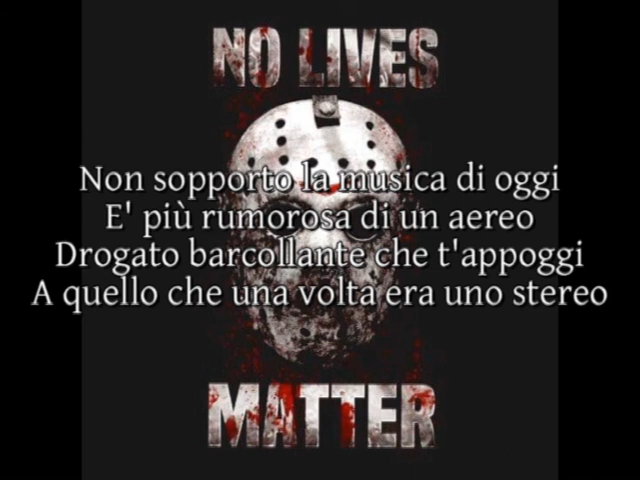 NO LIVES
Non sopporto la musica di oggi
E' più rumorosa di un aereo
Drogato barcollante che t'appoggi
A quello che una volta era uno stereo
MATTER